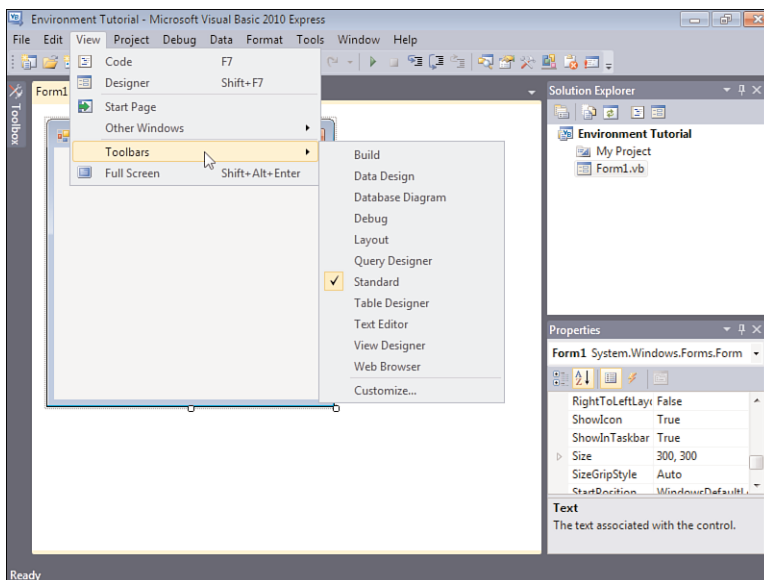 Environment Tutorial - Microsoft Visual Basic 2010 Express
File Edit View Project Debug Data Format Tools Window Help
Code F7
Designer Shift+F7
Start Page
Other Windows
Toolbars
Full Screen Shift+Alt+Enter
Build
Data Design
Database Diagram
Debug
Layout
Query Designer
Standard
Table Designer
Text Editor
View Designer
Web Browser
Customize...
Toolbox
Form1
Solution Explorer
Environment Tutorial
My Project
Form1.vb
Properties
Form1 System.Windows.Forms.Form
RightToLeftLay False
ShowIcon True
ShowInTaskbar True
Size 300, 300
SizeGripStyle Auto
StartPosition WindowsDefaultL
Text
The text associated with the control.
Ready